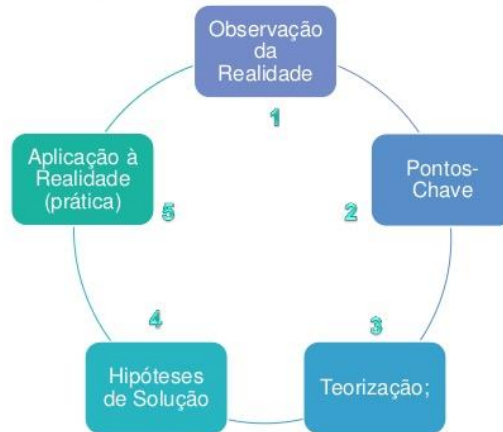 Observação
da
Realidade
1
Pontos-
Chave
2
3
Teorização;
4
Hipóteses
de Solução
Aplicação à
Realidade
(prática)
5